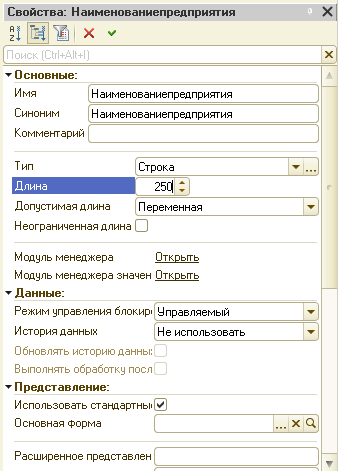 Свойства: Наименованиепредприятия
Поиск (Ctrl+Alt+I)
Основные:
Имя Наименованиепредприятия
Синоним Наименованиепредприятия
Комментарий
Тип Строка
Длина 250
Допустимая длина Переменная
Неограниченная длина
Модуль менеджера Открыть
Модуль менеджера значен Открыть
Данные:
Режим управления блокиро Управляемый
История данных Не использовать
Обновлять историю данны
Выполнять обработку посл
Представление:
Использовать стандартны
Основная форма
Расширенное представлен